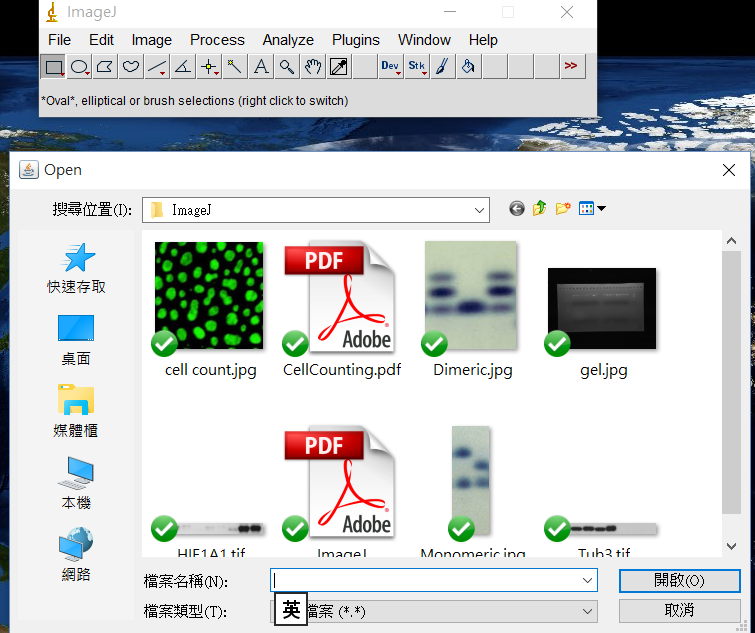 ImageJ
File Edit Image Process Analyze Plugins Window Help
Dev Stk >>
*Oval*, elliptical or brush selections (right click to switch)
Open
搜尋位置(I): ImageJ
快速存取
桌面
媒體櫃
本機
網路
PDF
Adobe
cell count.jpg CellCounting.pdf Dimeric.jpg gel.jpg
PDF
Adobe
HIF1A1.tif ImageJ Monomeric.jpg Tub3.tif
檔案名稱(N): 開啟(O)
檔案類型(T): 英 檔案 (*.*) 取消